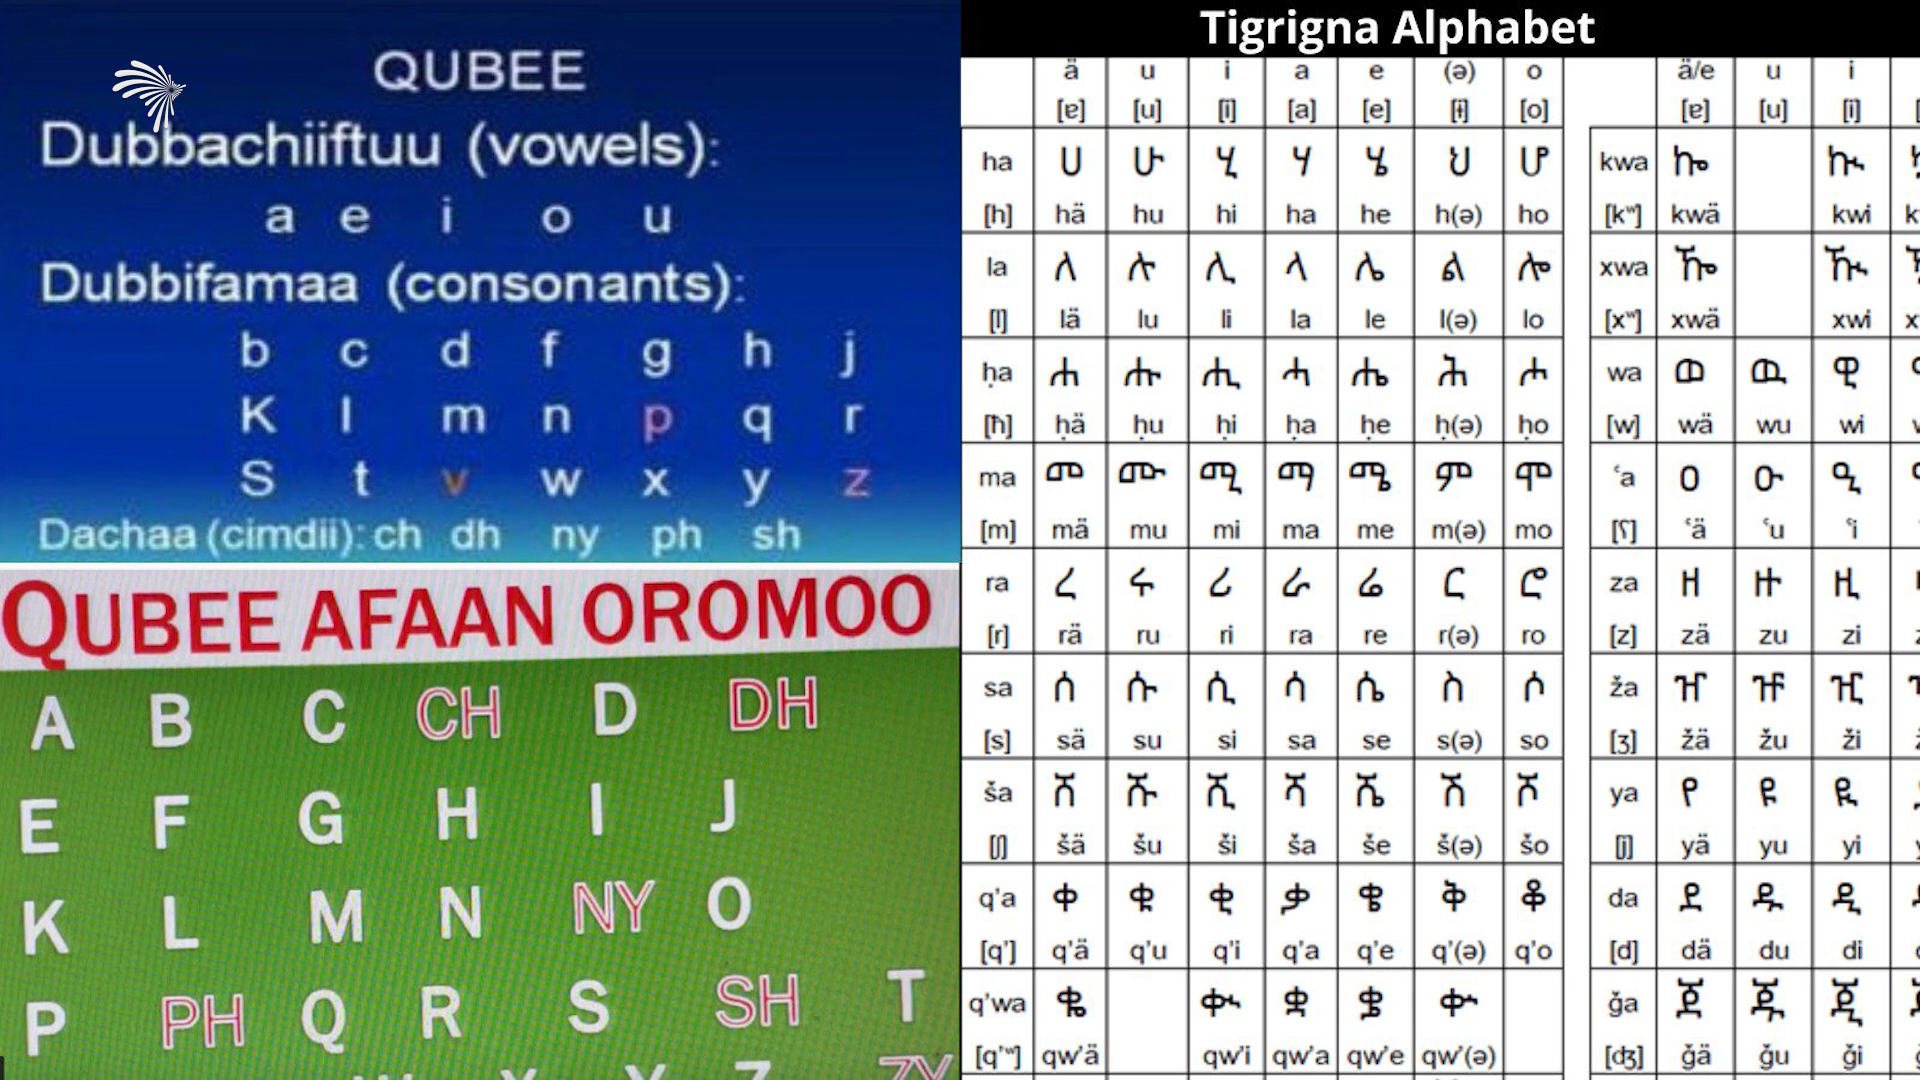 QUBEE
Dubbachiiftuu (vowels):
a e i o u
Dubbifamaa (consonants):
b c d f g h j
K l m n p q r
S t v w x y z
Dachaa (cimdii): ch dh ny ph sh
QUBEE AFAAN OROMOO
A B C CH D DH
E F G H I J
K L M N NY O
P PH Q R S SH T
Tigrigna Alphabet
ä u i a e (ə) o
[ɐ] [u] [i] [a] [e] [ɨ] [o]
ha ሀ ሁ ሂ ሃ ሄ ህ ሆ
[h] hä hu hi ha he h(ə) ho
la ለ ሉ ሊ ላ ሌ ል ሎ
[l] lä lu li la le l(ə) lo
ḥa ሐ ሑ ሒ ሓ ሔ ሕ ሖ
[ħ] ḥä ḥu ḥi ḥa ḥe ḥ(ə) ḥo
ma መ ሙ ሚ ማ ሜ ም ሞ
[m] mä mu mi ma me m(ə) mo
ra ረ ሩ ሪ ራ ሬ ር ሮ
[r] rä ru ri ra re r(ə) ro
sa ሰ ሱ ሲ ሳ ሴ ስ ሶ
[s] sä su si sa se s(ə) so
ša ሸ ሹ ሺ ሻ ሼ ሽ ሾ
[ʃ] šä šu ši ša še š(ə) šo
q'a ቀ ቁ ቂ ቃ ቄ ቅ ቆ
[q'] q'ä q'u q'i q'a q'e q'(ə) q'o
q'wa ቈ ቊ ቋ ቌ ቍ
[q'ʷ] qw'ä qw'i qw'a qw'e qw'(ə)
ä/e u i
[ɐ] [u] [i]
kwa ኰ ኲ
[kʷ] kwä kwi
xwa ዀ ዂ
[xʷ] xwä xwi
wa ወ ዉ ዊ
[w] wä wu wi
ʿa ዐ ዑ ዒ
[ʕ] ʿä ʿu ʿi
za ዘ ዙ ዚ
[z] zä zu zi
ža ዠ ዡ ዢ
[ʒ] žä žu ži
ya የ ዩ ዪ
[j] yä yu yi
da ደ ዱ ዲ
[d] dä du di
ǧa ጀ ጁ ጂ
[ʤ] ǧä ǧu ǧi